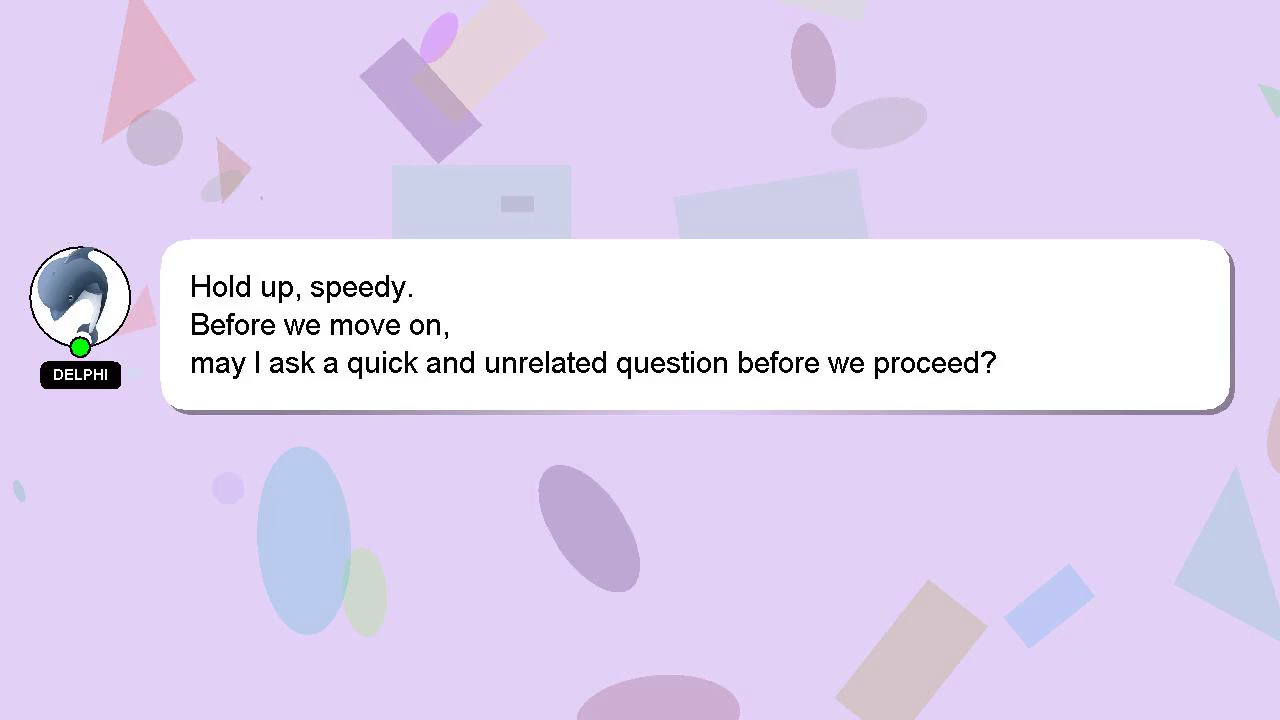 Hold up, speedy.
Before we move on,
may I ask a quick and unrelated question before we proceed?
DELPHI